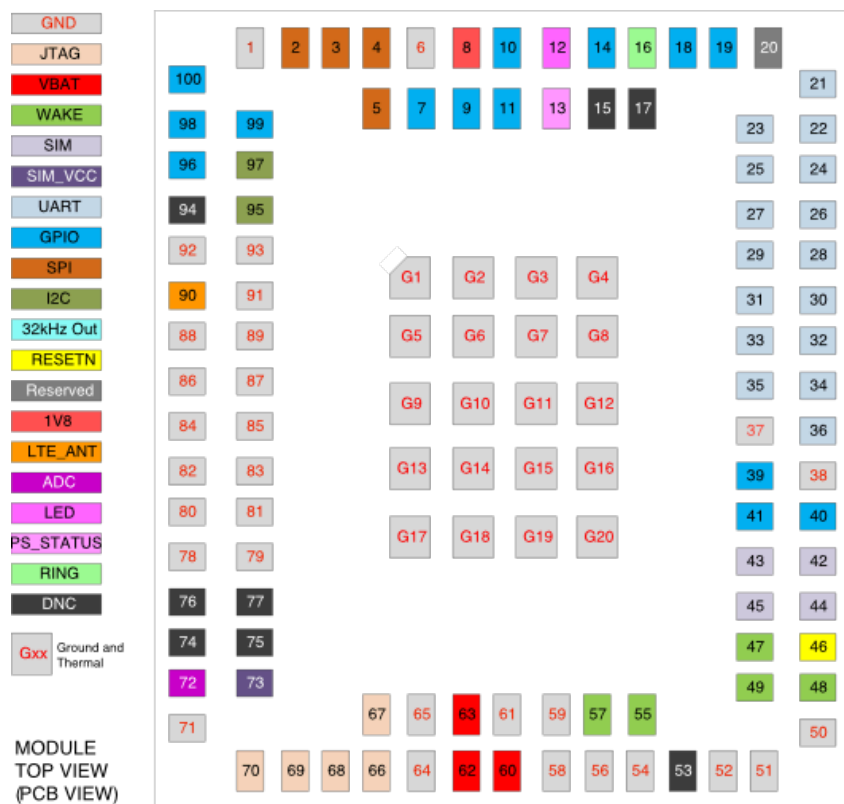 GND
JTAG
VBAT
WAKE
SIM
SIM_VCC
UART
GPIO
SPI
I2C
32kHz Out
RESETN
Reserved
1V8
LTE_ANT
ADC
LED
PS_STATUS
RING
DNC
Gxx Ground and
Thermal
MODULE
TOP VIEW
(PCB VIEW)
1 2 3 4 6 8 10 12 14 16 18 19 20
5 7 9 11 13 15 17
100
98 99
96 97
94 95
92 93
90 91
88 89
86 87
84 85
82 83
80 81
78 79
76 77
74 75
72 73
71
G1 G2 G3 G4
G5 G6 G7 G8
G9 G10 G11 G12
G13 G14 G15 G16
G17 G18 G19 G20
21
23 22
25 24
27 26
29 28
31 30
33 32
35 34
37 36
39 38
41 40
43 42
45 44
47 46
49 48
50
67 65 63 61 59 57 55
70 69 68 66 64 62 60 58 56 54 53 52 51